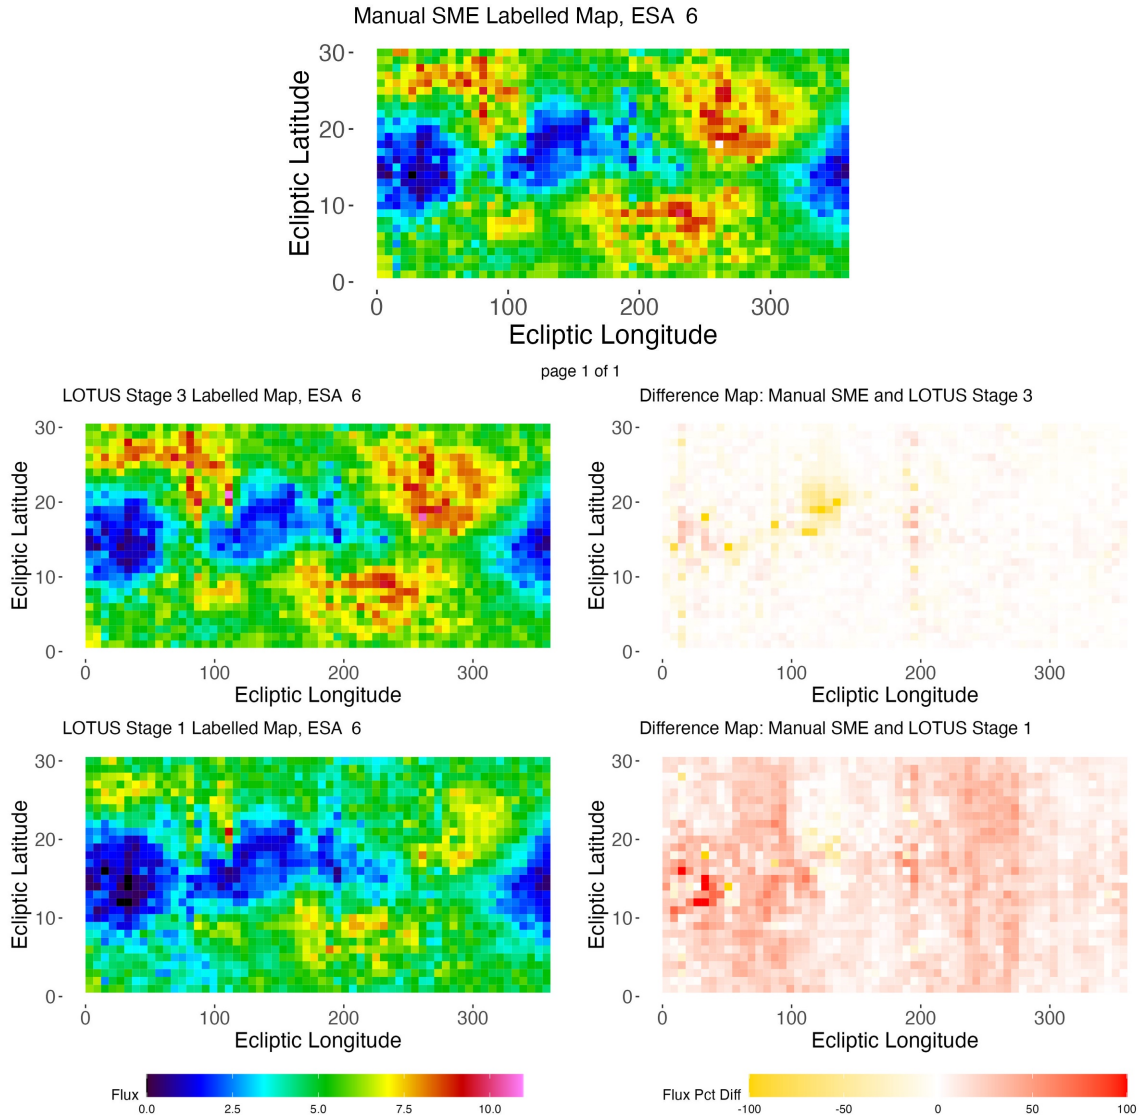 Manual SME Labelled Map, ESA  6
Ecliptic Latitude
30
20
10
0
0 100 200 300
Ecliptic Longitude
page 1 of 1
LOTUS Stage 3 Labelled Map, ESA  6
Ecliptic Latitude
30
20
10
0
0 100 200 300
Ecliptic Longitude
Difference Map: Manual SME and LOTUS Stage 3
Ecliptic Latitude
30
20
10
0
0 100 200 300
Ecliptic Longitude
LOTUS Stage 1 Labelled Map, ESA  6
Ecliptic Latitude
30
20
10
0
0 100 200 300
Ecliptic Longitude
Difference Map: Manual SME and LOTUS Stage 1
Ecliptic Latitude
30
20
10
0
0 100 200 300
Ecliptic Longitude
Flux
0.0 2.5 5.0 7.5 10.0
Flux Pct Diff
-100 -50 0 50 100